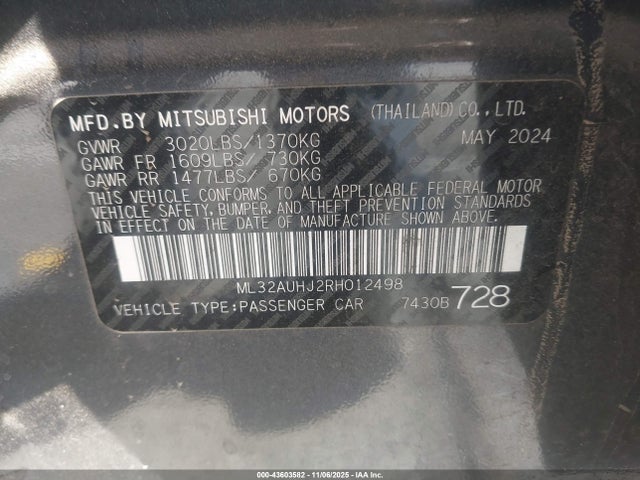 MFD.BY MITSUBISHI MOTORS (THAILAND)CO.,LTD.
GVWR 3020LBS/1370KG MAY 2024
GAWR FR 1609LBS/ 730KG
GAWR RR 1477LBS/ 670KG
THIS VEHICLE CONFORMS TO ALL APPLICABLE FEDERAL MOTOR
VEHICLE SAFETY, BUMPER, AND THEFT PREVENTION STANDARDS
IN EFFECT ON THE DATE OF MANUFACTURE SHOWN ABOVE.
ML32AUHJ2RH012498
VEHICLE TYPE:PASSENGER CAR 7430B 728
000-43603582 - 11/06/2025 - IAA Inc.